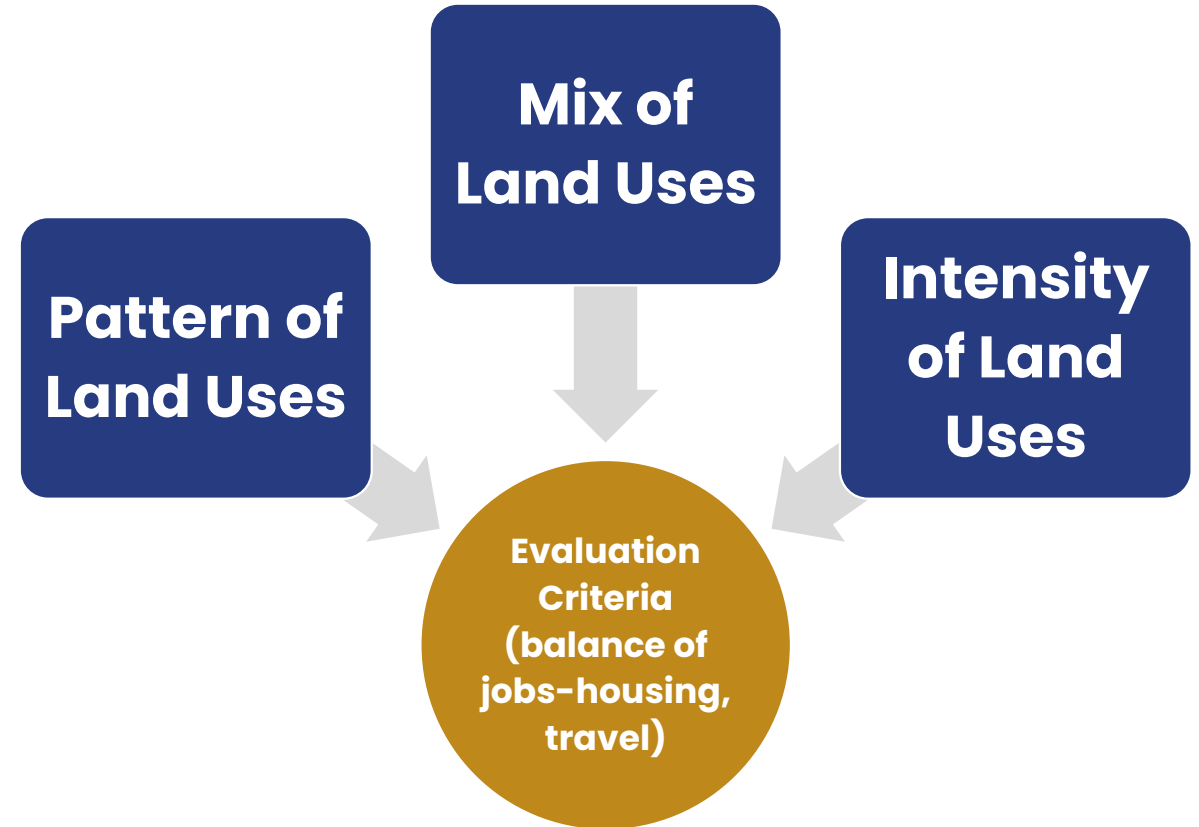 Mix of
Land Uses
Pattern of
Land Uses
Intensity
of Land
Uses
Evaluation
Criteria
(balance of
jobs-housing,
travel)